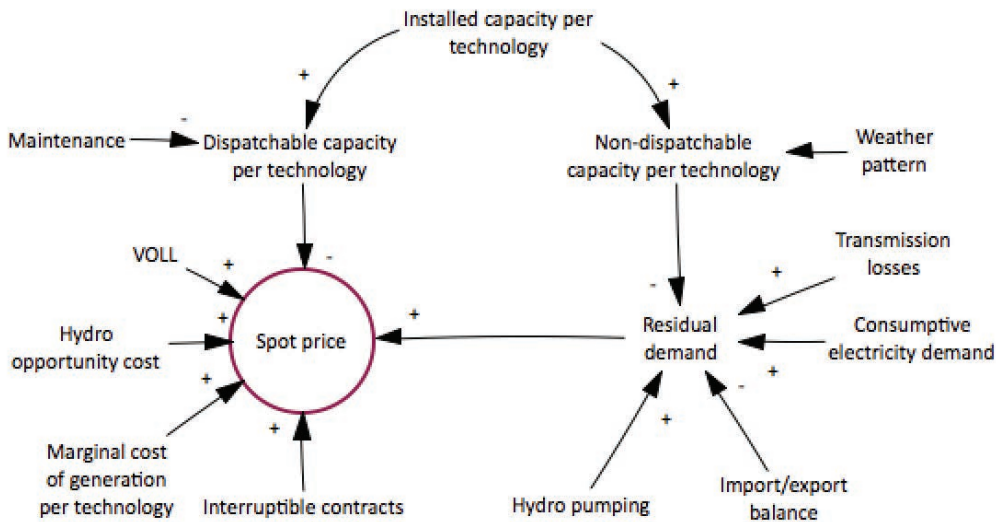 Installed capacity per
technology
+
+
-
Maintenance
Dispatchable capacity
per technology
Non-dispatchable
capacity per technology
Weather
pattern
VOLL
+
-
Transmission
losses
+
-
Hydro
opportunity cost
+
Spot price
+
Residual
demand
Consumptive
electricity demand
+
+
-
Marginal cost
of generation
per technology
+
Interruptible contracts
+
Hydro pumping
Import/export
balance